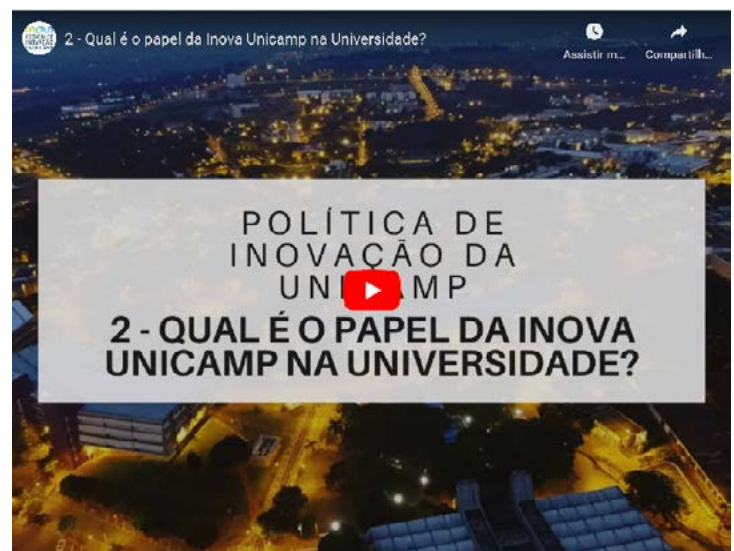 2 - Qual é o papel da Inova Unicamp na Universidade?
Assistir m...
Compartilh...
POLÍTICA DE
INOVAÇÃO DA
UNICAMP
2 - QUAL É O PAPEL DA INOVA
UNICAMP NA UNIVERSIDADE?